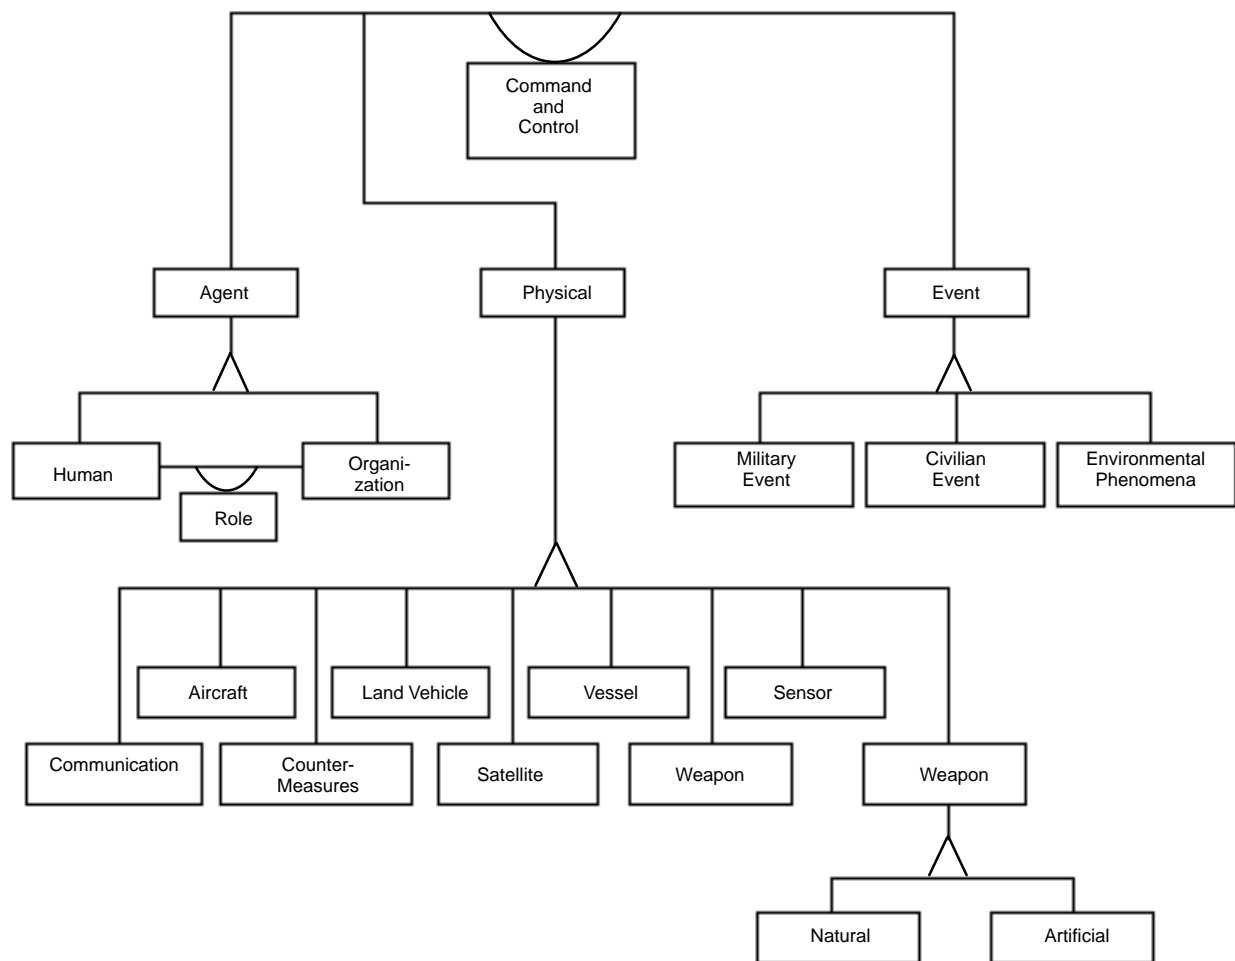 Command
and
Control
Agent
Physical
Event
Human
Organi-
zation
Role
Military
Event
Civilian
Event
Environmental
Phenomena
Aircraft
Land Vehicle
Vessel
Sensor
Communication
Counter-
Measures
Satellite
Weapon
Weapon
Natural
Artificial